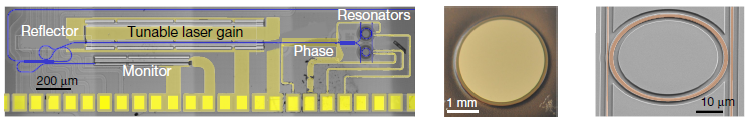 Resonators
Reflector
Tunable laser gain
Phase
Monitor
200 μm
1 mm
10 μm